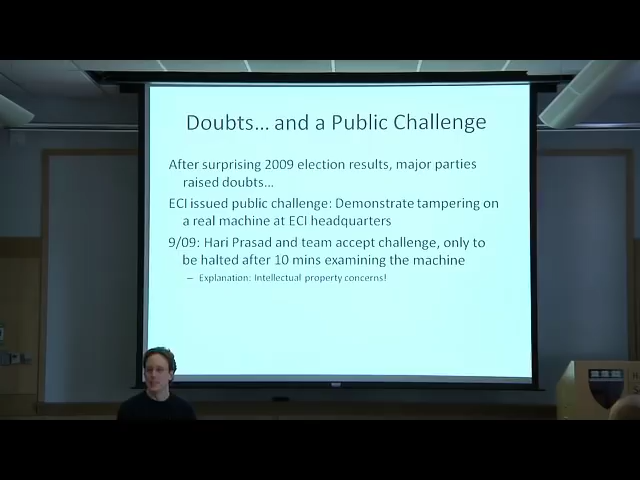 Doubts... and a Public Challenge
After surprising 2009 election results, major parties
raised doubts...
ECI issued public challenge: Demonstrate tampering on
a real machine at ECI headquarters
9/09: Hari Prasad and team accept challenge, only to
be halted after 10 mins examining the machine
– Explanation: Intellectual property concerns!